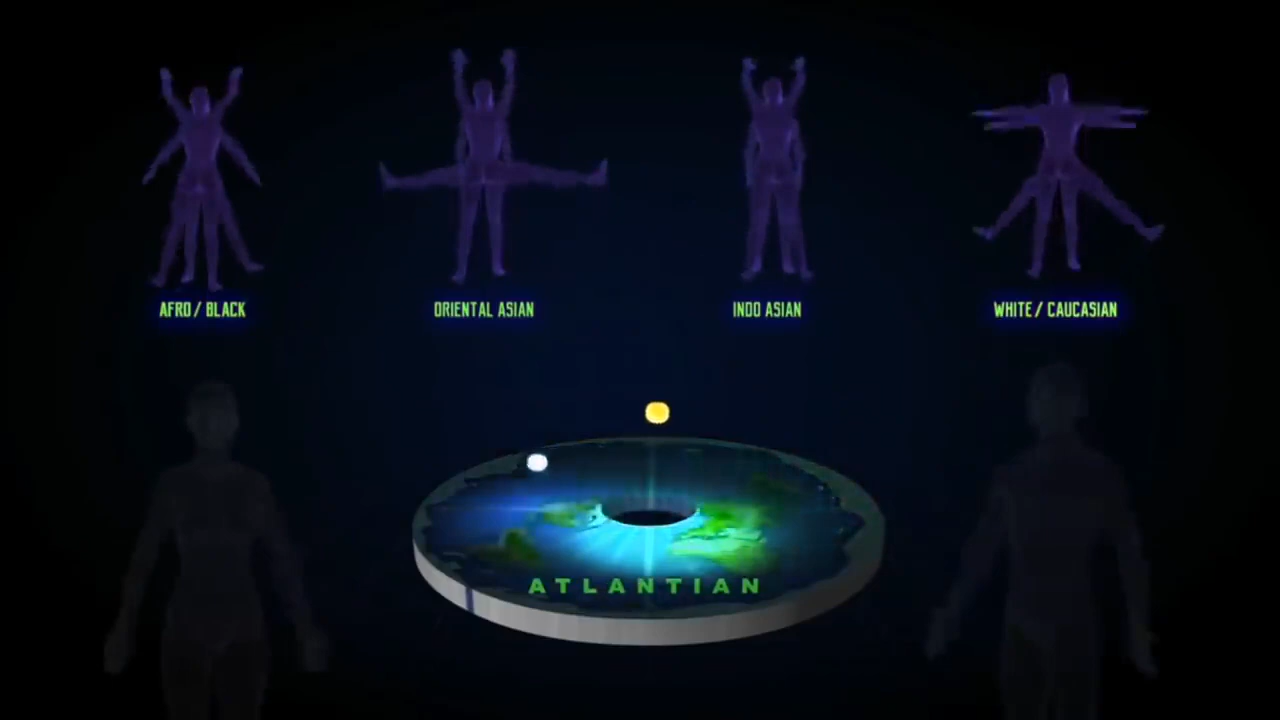 AFRO / BLACK
ORIENTAL ASIAN
INDO ASIAN
WHITE / CAUCASIAN
ATLANTIAN